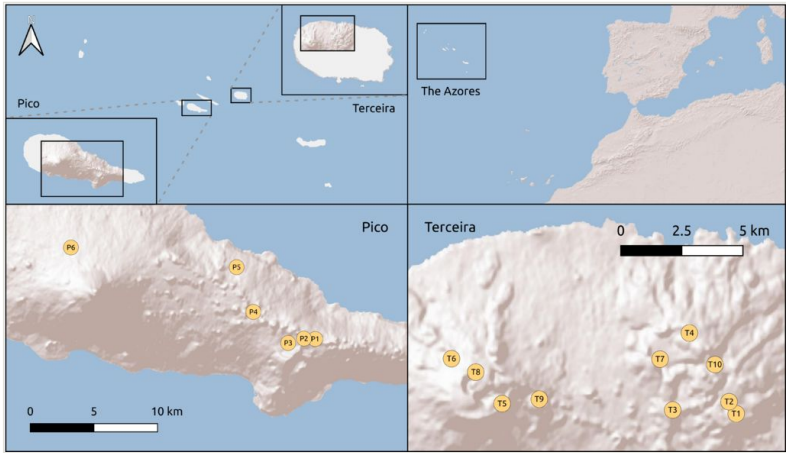 Pico
Terceira
The Azores
Pico
P6
P5
P4
P3
P2
P1
0 5 10 km
Terceira
0 2.5 5 km
T4
T6
T7
T10
T8
T5
T9
T3
T2
T1